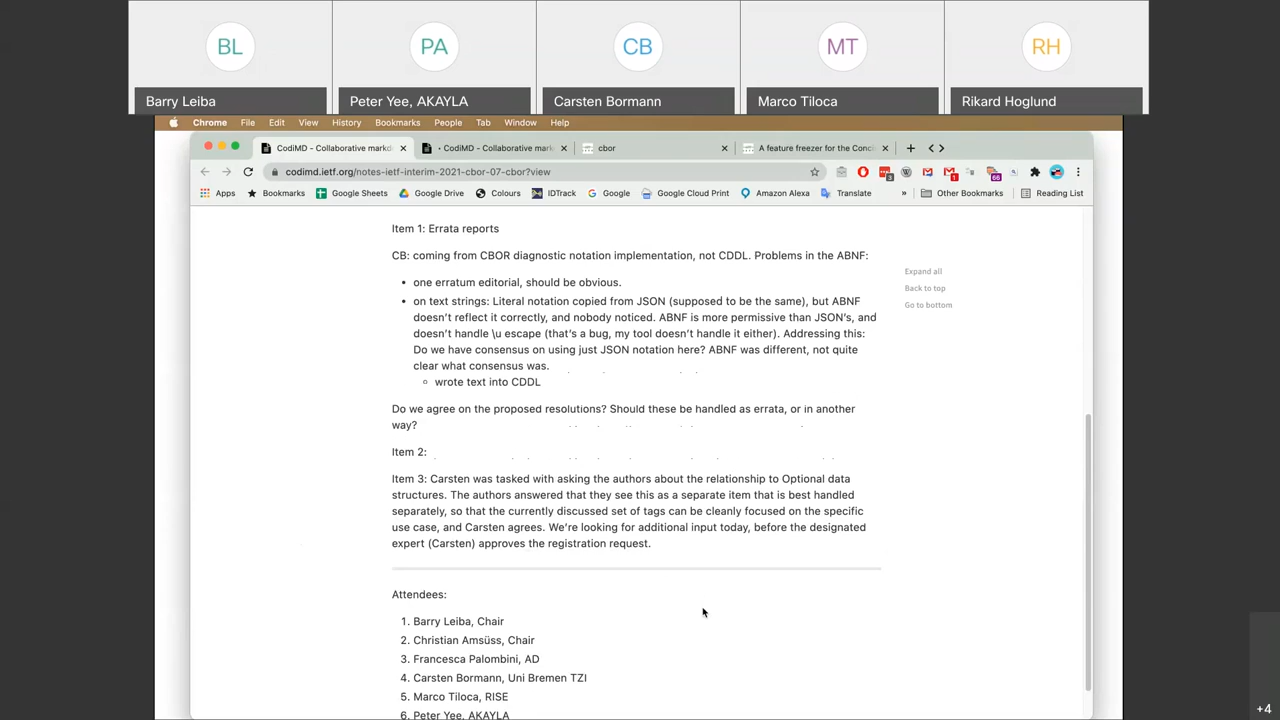 BL
PA
CB
MT
RH
Barry Leiba
Peter Yee, AKAYLA
Carsten Bormann
Marco Tiloca
Rikard Hoglund
Chrome File Edit View History Bookmarks People Tab Window Help
CodiMD - Collaborative markd
CodiMD - Collaborative mark
cbor
A feature freezer for the Conci
codimd.ietf.org/notes-ietf-interim-2021-cbor-07-cbor?view
Apps Bookmarks Google Sheets Google Drive Colours IDTrack Google Google Cloud Print Amazon Alexa Translate » Other Bookmarks Reading List
Item 1: Errata reports
CB: coming from CBOR diagnostic notation implementation, not CDDL. Problems in the ABNF:
Expand all
Back to top
Go to bottom
• one erratum editorial, should be obvious.
• on text strings: Literal notation copied from JSON (supposed to be the same), but ABNF
doesn't reflect it correctly, and nobody noticed. ABNF is more permissive than JSON's, and
doesn't handle \u escape (that's a bug, my tool doesn't handle it either). Addressing this:
Do we have consensus on using just JSON notation here? ABNF was different, not quite
clear what consensus was.
◦ wrote text into CDDL
Do we agree on the proposed resolutions? Should these be handled as errata, or in another
way?
Item 2:
Item 3: Carsten was tasked with asking the authors about the relationship to Optional data
structures. The authors answered that they see this as a separate item that is best handled
separately, so that the currently discussed set of tags can be cleanly focused on the specific
use case, and Carsten agrees. We're looking for additional input today, before the designated
expert (Carsten) approves the registration request.
Attendees:
1. Barry Leiba, Chair
2. Christian Amsüss, Chair
3. Francesca Palombini, AD
4. Carsten Bormann, Uni Bremen TZI
5. Marco Tiloca, RISE
6. Peter Yee, AKAYLA
+4